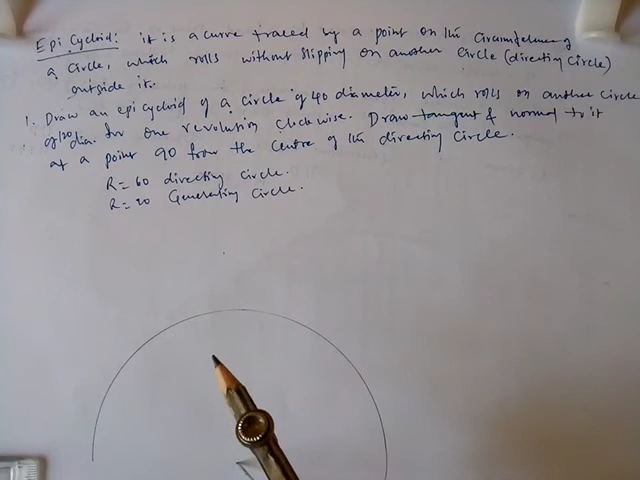 Epi Cycloid: it is a curve traced by a point on the circumference of
a circle, which rolls without slipping on another circle (directing circle)
outside it.
1. Draw an epicycloid of a circle of 40 diameter, which rolls on another circle
of 120 dia. for one revolution clockwise. Draw tangent & normal to it
at a point 90 from the centre of the directing circle.
R = 60 directing circle.
R = 20 Generating circle.